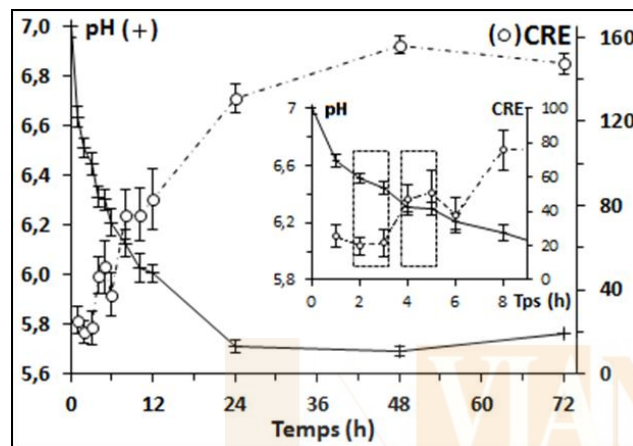 7,0 pH (+) (○) CRE 160
6,8
6,6 120
6,4
6,2 80
6,0
5,8 40
5,6 0
0 12 24 36 48 60 72
Temps (h)
7 pH CRE 100
80
6,6
60
6,2 40
20
5,8 0
0 2 4 6 8 Tps (h)
VIAN